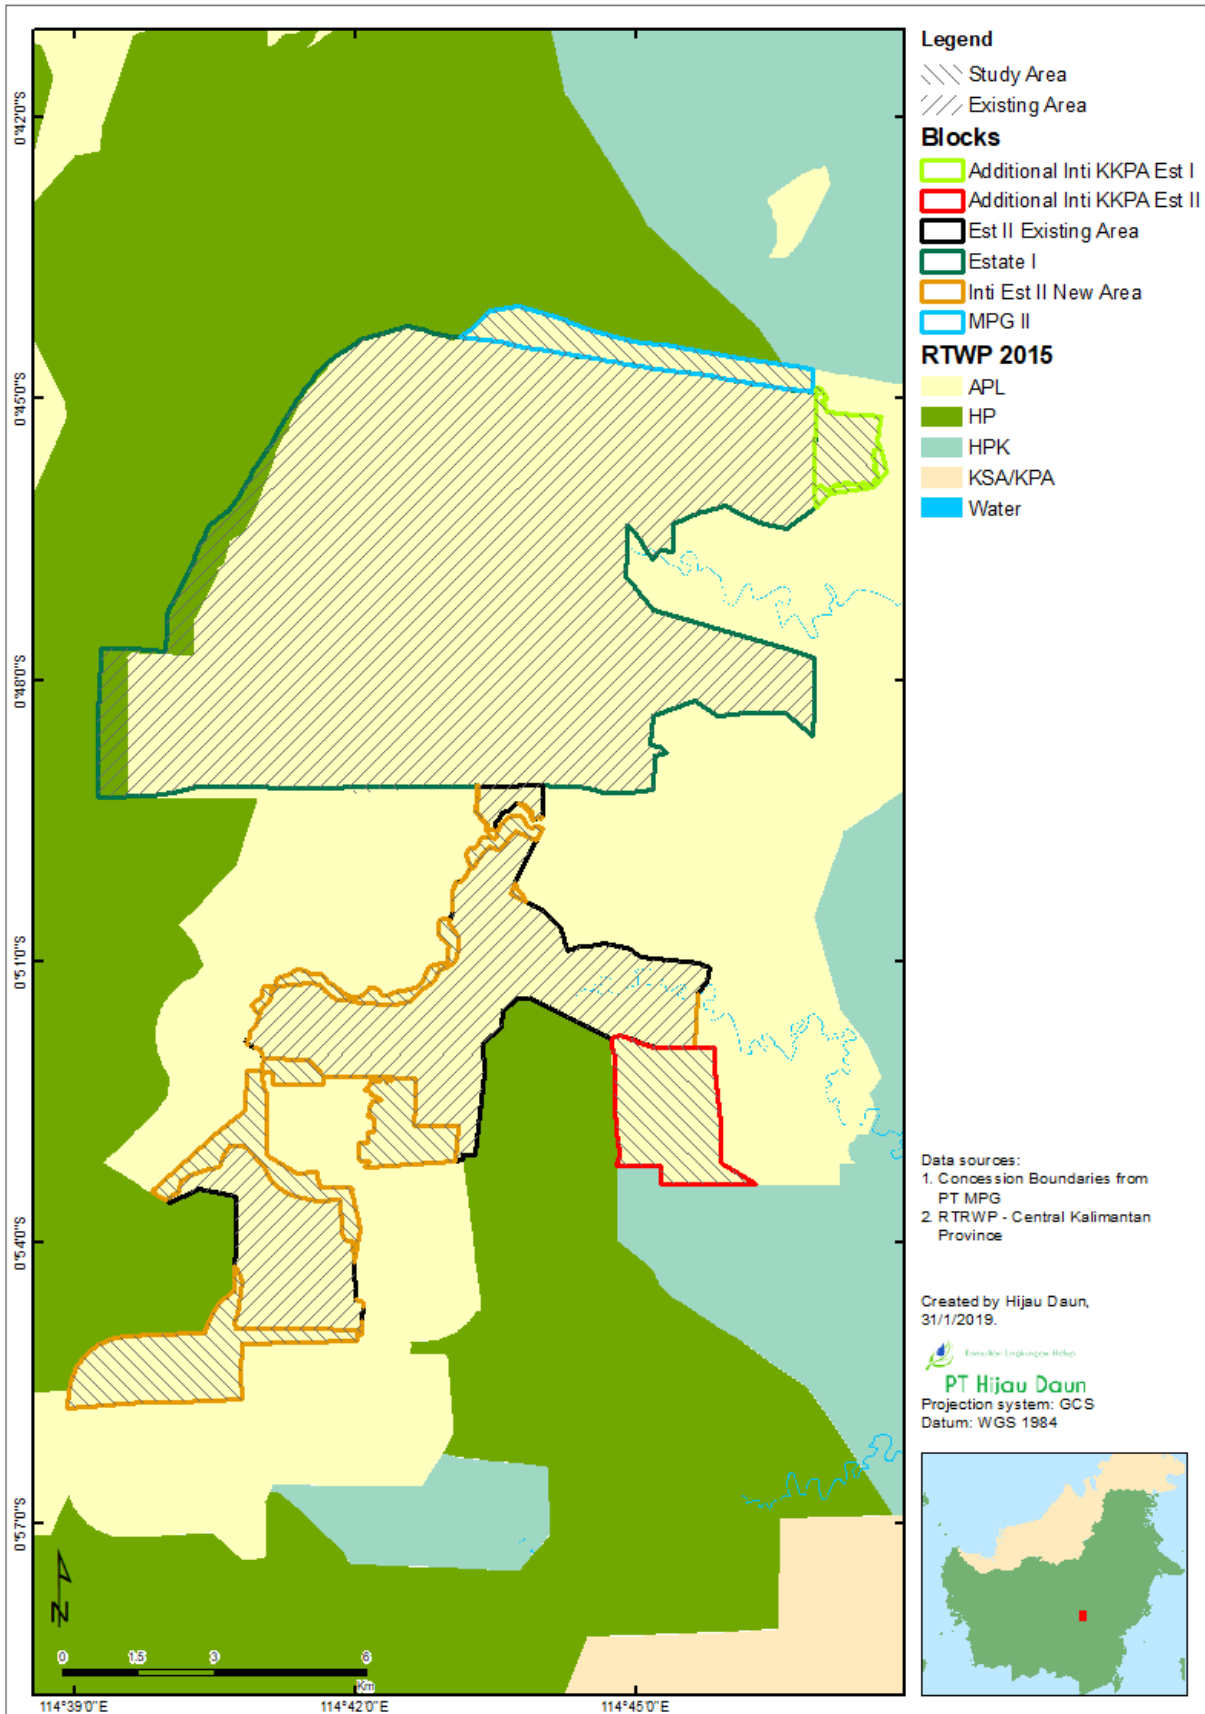 Legend
Study Area
Existing Area
Blocks
Additional Inti KKPA Est I
Additional Inti KKPA Est II
Est II Existing Area
Estate I
Inti Est II New Area
MPG II
RTWP 2015
APL
HP
HPK
KSA/KPA
Water
0°42'0"S
0°45'0"S
0°48'0"S
0°51'0"S
0°54'0"S
0°57'0"S
Data sources:
1. Concession Boundaries from
PT MPG
2. RTRWP - Central Kalimantan
Province
Created by Hijau Daun,
31/1/2019.
Konsultan Lingkungan Hidup
PT Hijau Daun
Projection system: GCS
Datum: WGS 1984
N
0 1.5 3 6
Km
114°39'0"E 114°42'0"E 114°45'0"E